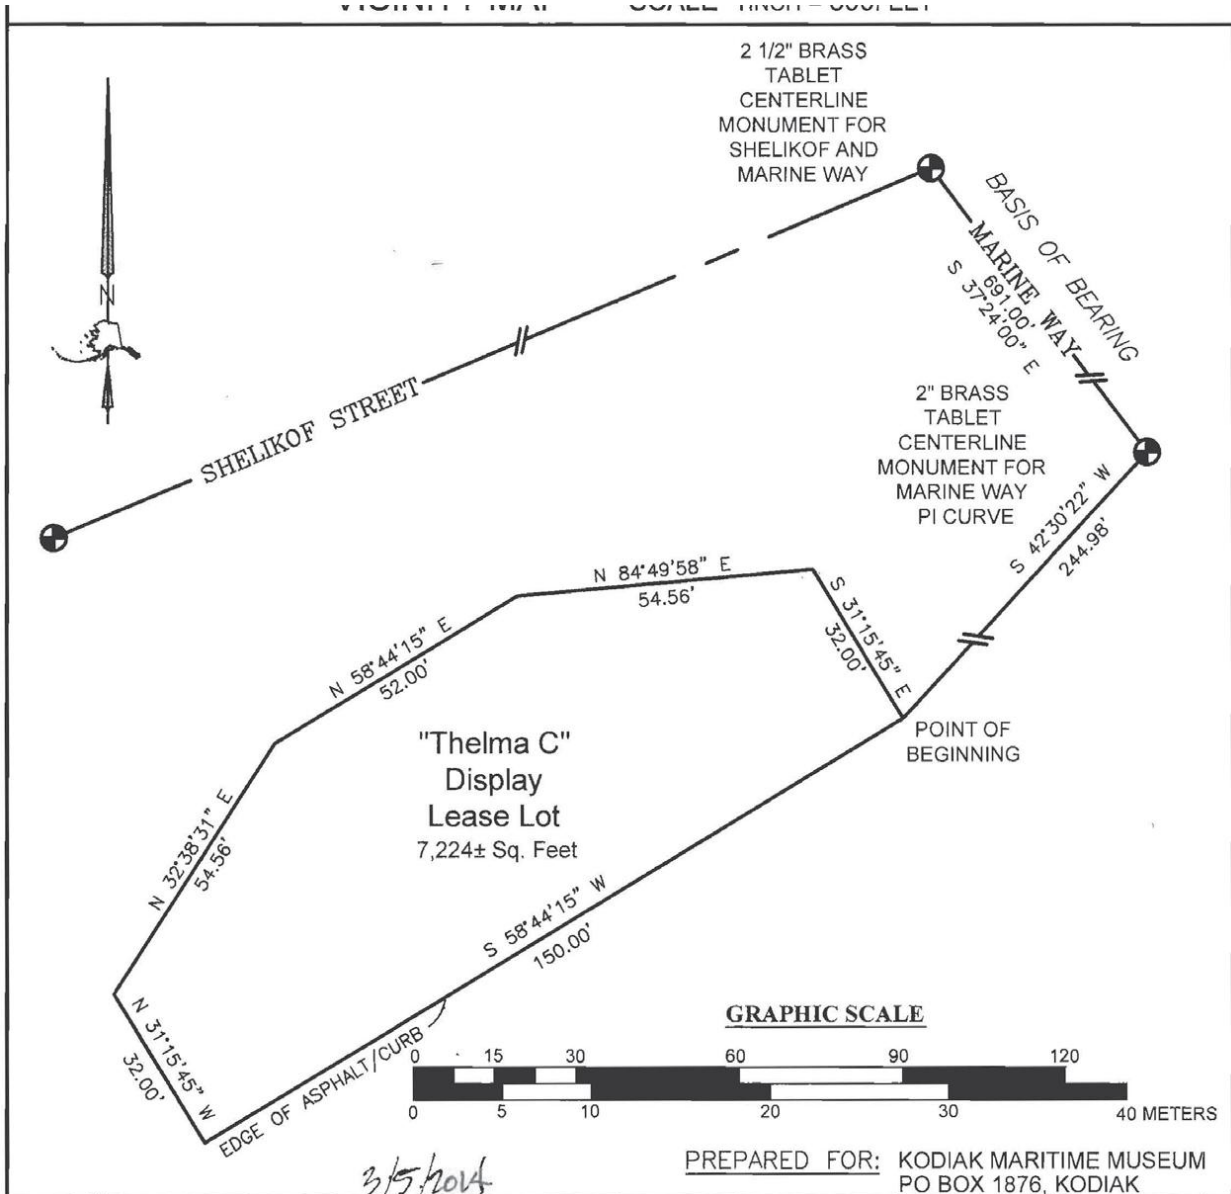 VICINITY MAP SCALE 1INCH = 300FEET
2 1/2" BRASS
TABLET
CENTERLINE
MONUMENT FOR
SHELIKOF AND
MARINE WAY
BASIS OF BEARING
MARINE WAY
691.00'
S 37°24'00" E
N
SHELIKOF STREET
2" BRASS
TABLET
CENTERLINE
MONUMENT FOR
MARINE WAY
PI CURVE
S 42°30'22" W
244.98'
N 84°49'58" E
54.56'
S 31°15'45" E
32.00'
N 58°44'15" E
52.00'
POINT OF
BEGINNING
"Thelma C"
Display
Lease Lot
7,224± Sq. Feet
N 32°38'31" E
54.56'
S 58°44'15" W
150.00'
N 31°15'45" W
32.00'
EDGE OF ASPHALT/CURB
GRAPHIC SCALE
0 15 30 60 90 120
0 5 10 20 30 40 METERS
3/5/2014
PREPARED FOR: KODIAK MARITIME MUSEUM
PO BOX 1876, KODIAK